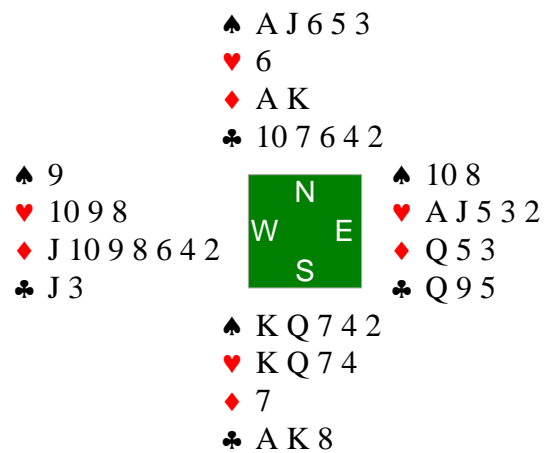 ♠ A J 6 5 3
♥ 6
♦ A K
♣ 10 7 6 4 2
♠ 9
♥ 10 9 8
♦ J 10 9 8 6 4 2
♣ J 3
N
W E
S
♠ 10 8
♥ A J 5 3 2
♦ Q 5 3
♣ Q 9 5
♠ K Q 7 4 2
♥ K Q 7 4
♦ 7
♣ A K 8